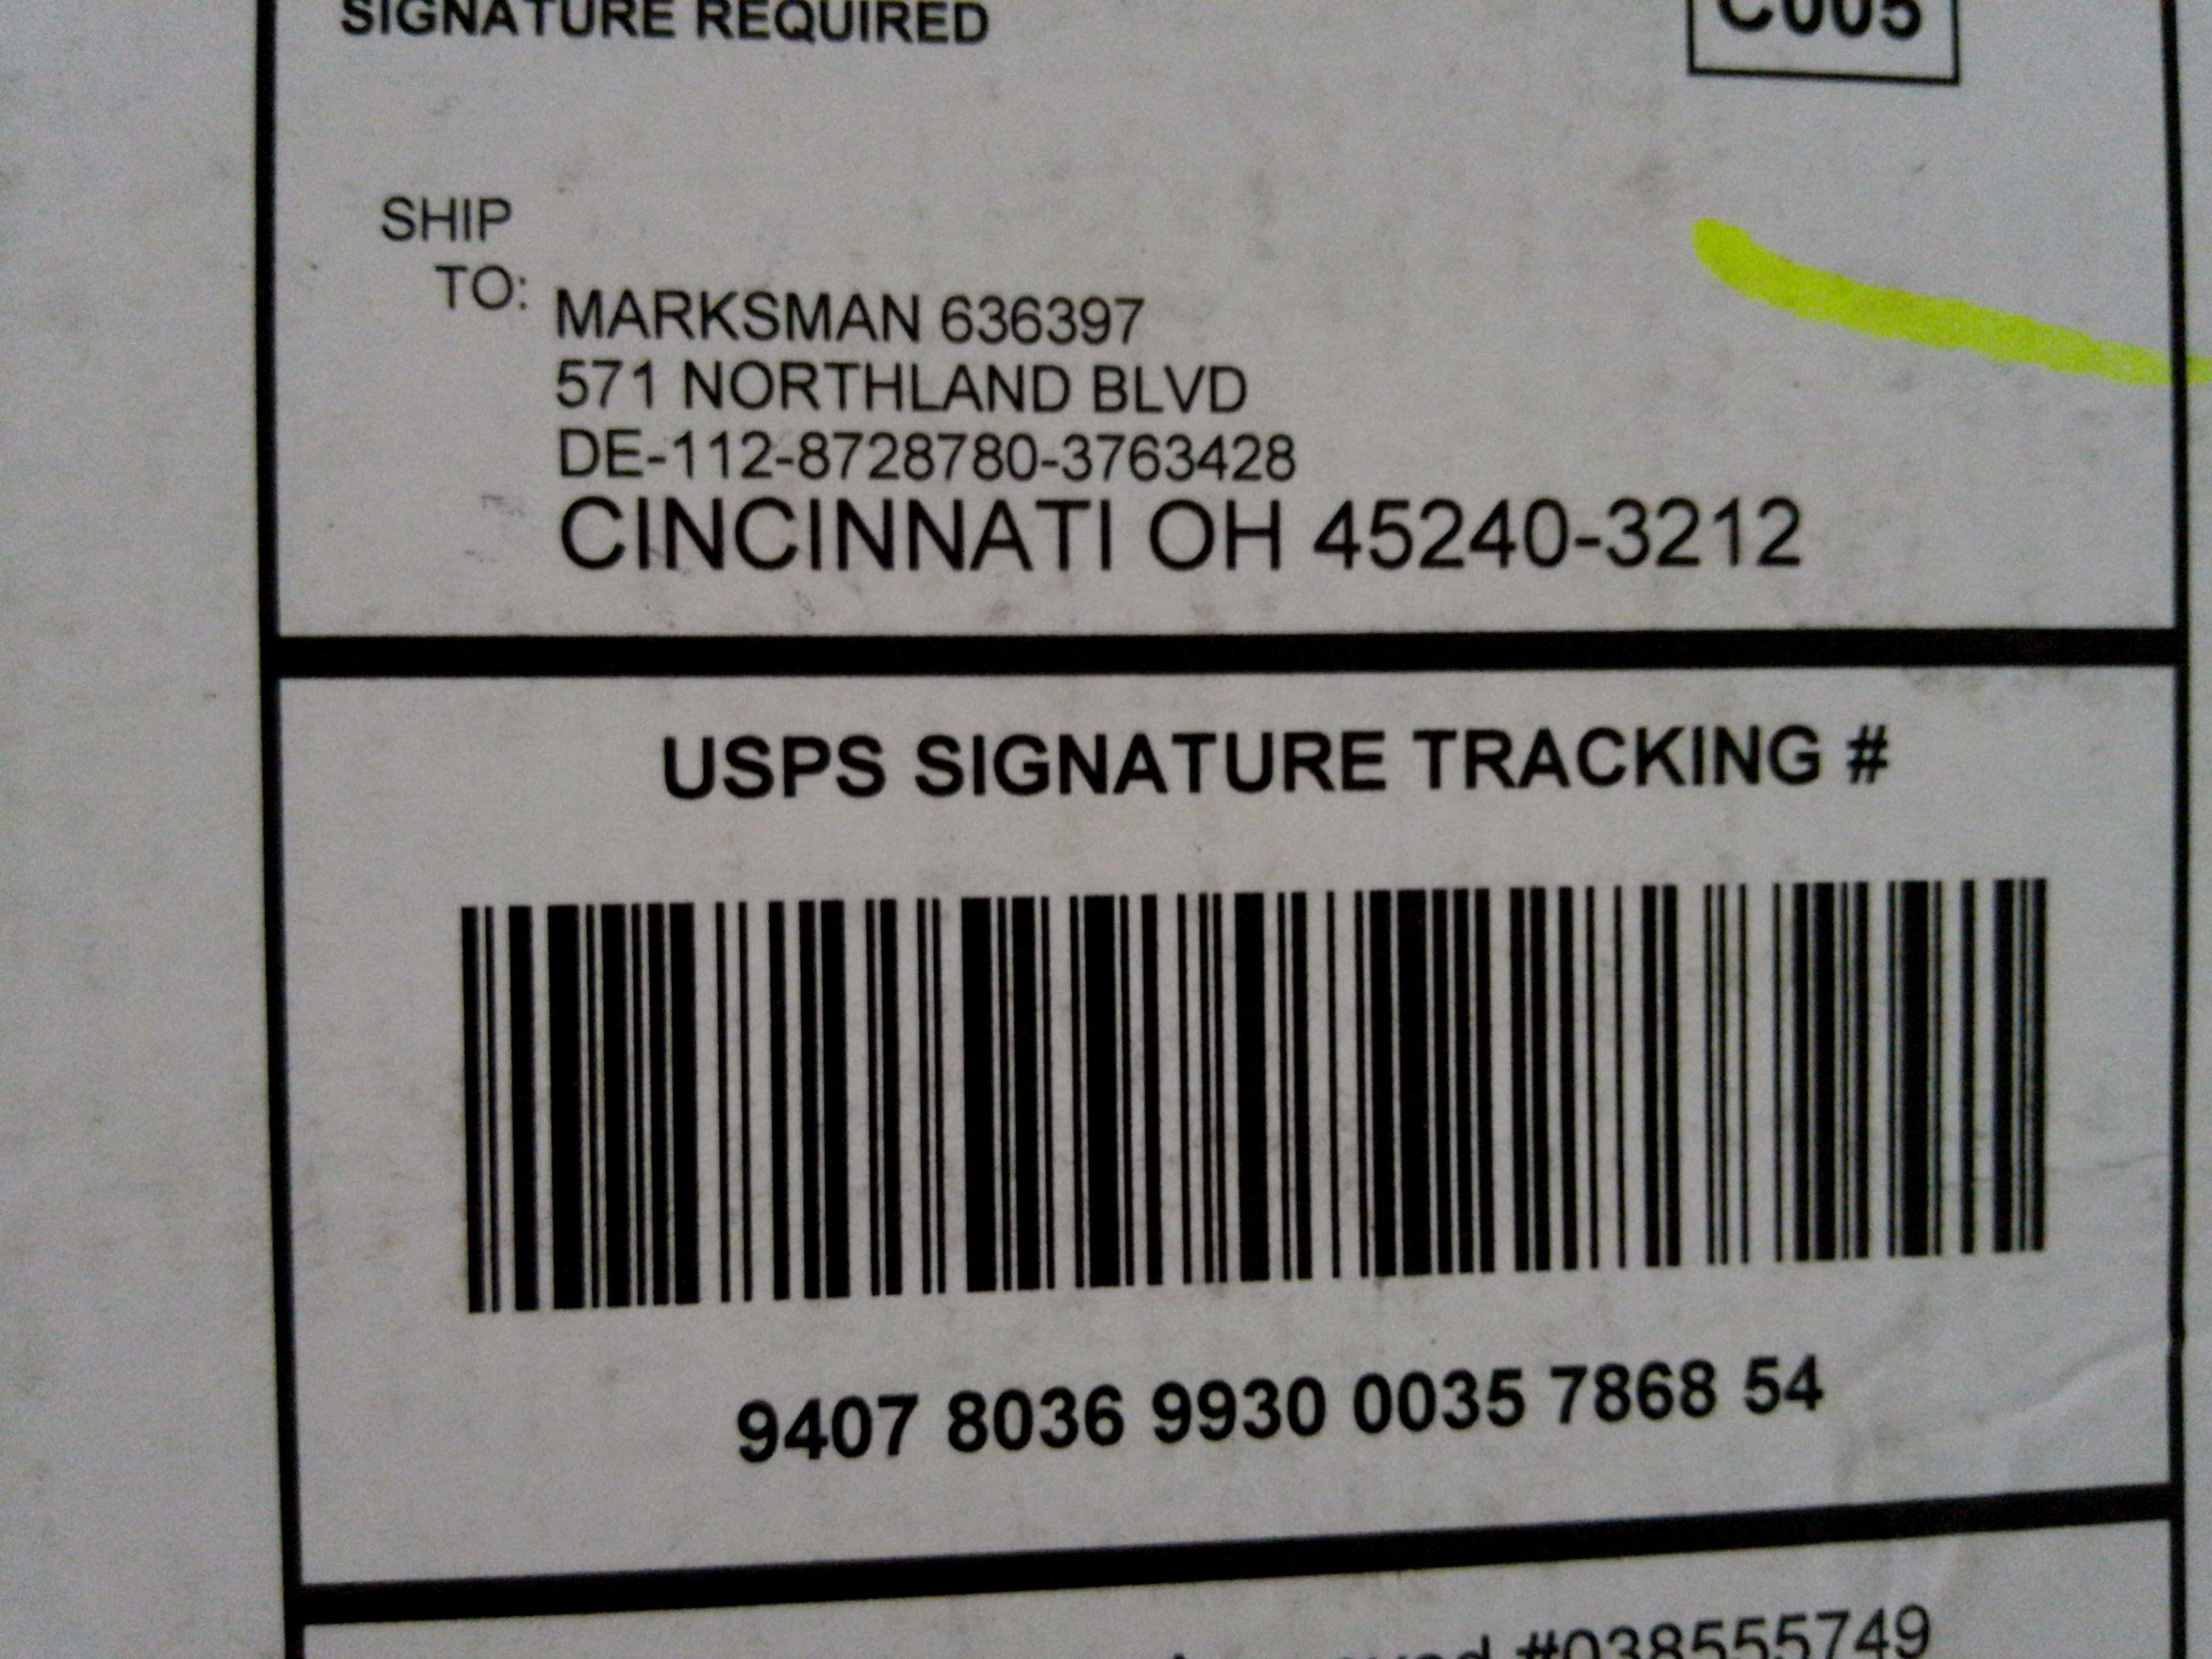 SIGNATURE REQUIRED
C005
SHIP
TO:
MARKSMAN 636397
571 NORTHLAND BLVD
DE-112-8728780-3763428
CINCINNATI OH 45240-3212
USPS SIGNATURE TRACKING #
9407 8036 9930 0035 7868 54
#038555749